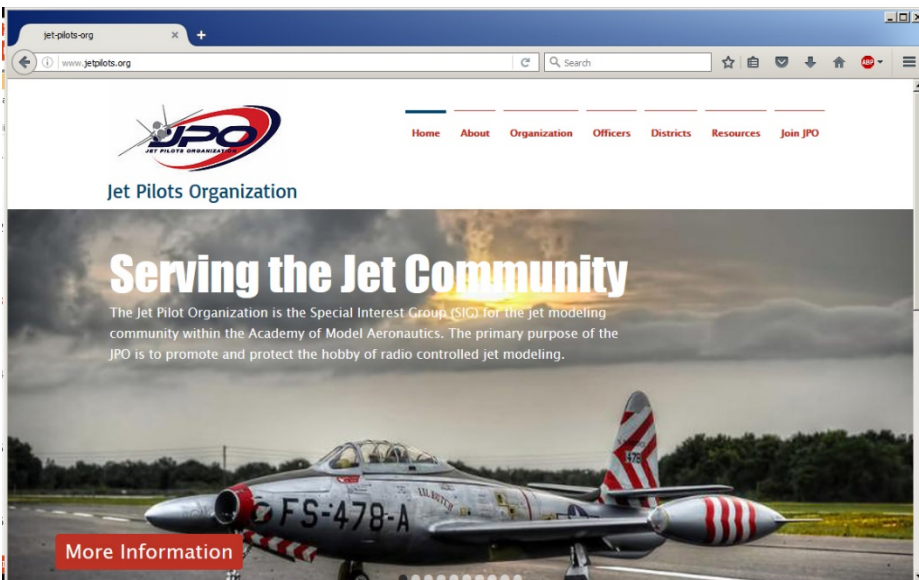 jet-pilots-org
www.jetpilots.org
Search
ABP
JPO
JET PILOTS ORGANIZATION
Jet Pilots Organization
Home About Organization Officers Districts Resources Join JPO
Serving the Jet Community
The Jet Pilot Organization is the Special Interest Group (SIG) for the jet modeling
community within the Academy of Model Aeronautics. The primary purpose of the
JPO is to promote and protect the hobby of radio controlled jet modeling.
478
FS-478-A
More Information